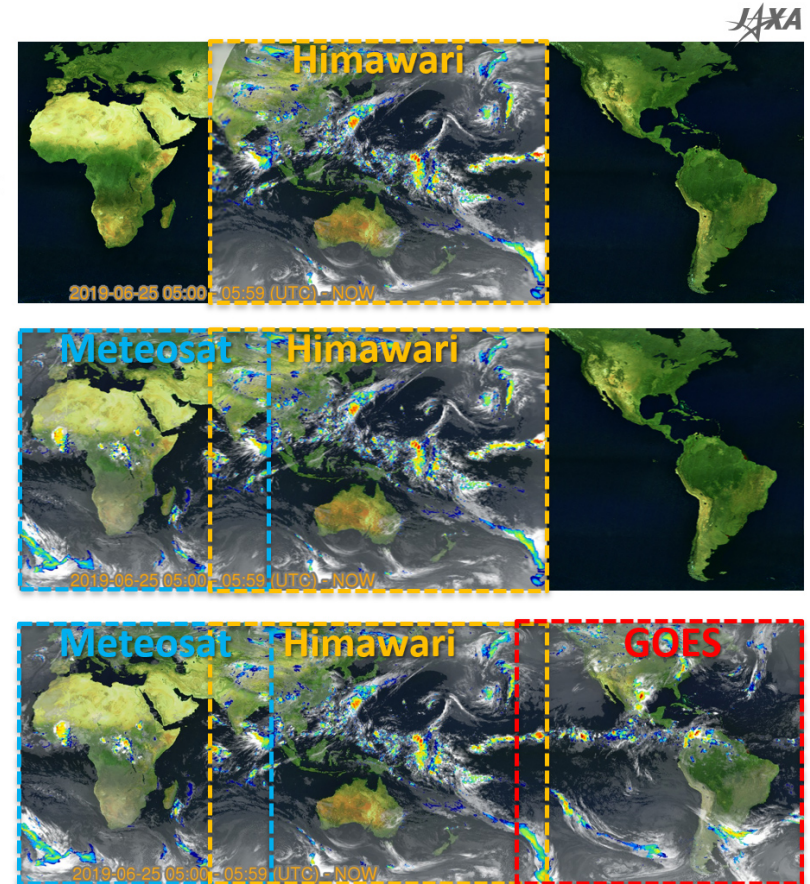 JAXA
Himawari
2019-06-25 05:00 - 05:59 (UTC) - NOW
Meteosat Himawari
2019-06-25 05:00 - 05:59 (UTC) - NOW
Meteosat Himawari GOES
2019-06-25 05:00 - 05:59 (UTC) - NOW